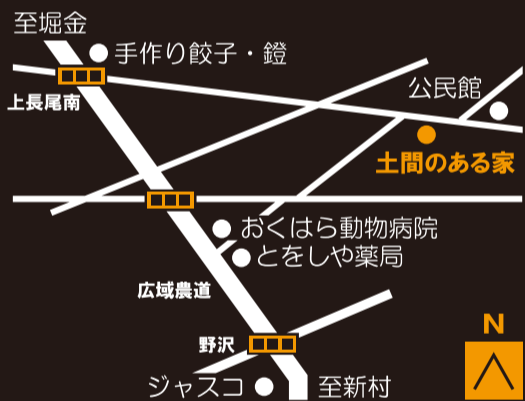 至堀金
手作り餃子・鐙
上長尾南
公民館
土間のある家
おくはら動物病院
とをしや薬局
広域農道
野沢
ジャスコ
至新村
N